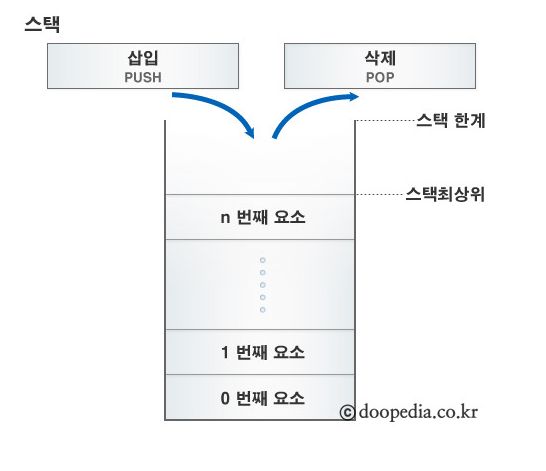 스택
삽입
PUSH
삭제
POP
스택 한계
스택최상위
n 번째 요소
1 번째 요소
0 번째 요소
ⓒ doopedia.co.kr